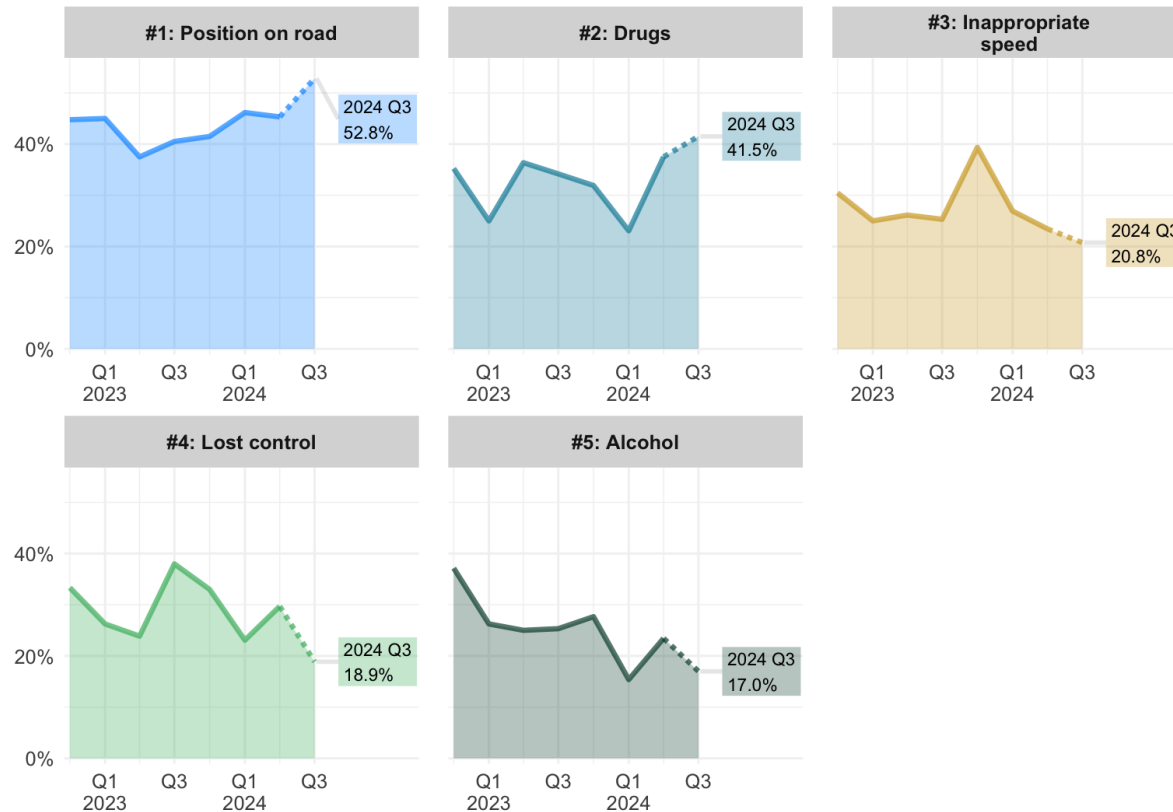 #1: Position on road
#2: Drugs
#3: Inappropriate
speed
40%
20%
0%
2024 Q3
52.8%
2024 Q3
41.5%
2024 Q3
20.8%
Q1
2023
Q3
Q1
2024
Q3
Q1
2023
Q3
Q1
2024
Q3
Q1
2023
Q3
Q1
2024
Q3
#4: Lost control
#5: Alcohol
40%
20%
0%
2024 Q3
18.9%
2024 Q3
17.0%
Q1
2023
Q3
Q1
2024
Q3
Q1
2023
Q3
Q1
2024
Q3